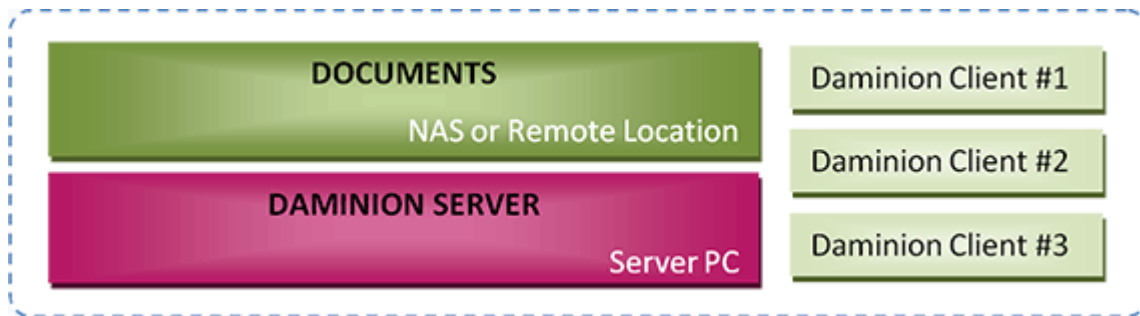 DOCUMENTS
NAS or Remote Location
DAMINION SERVER
Server PC
Daminion Client #1
Daminion Client #2
Daminion Client #3